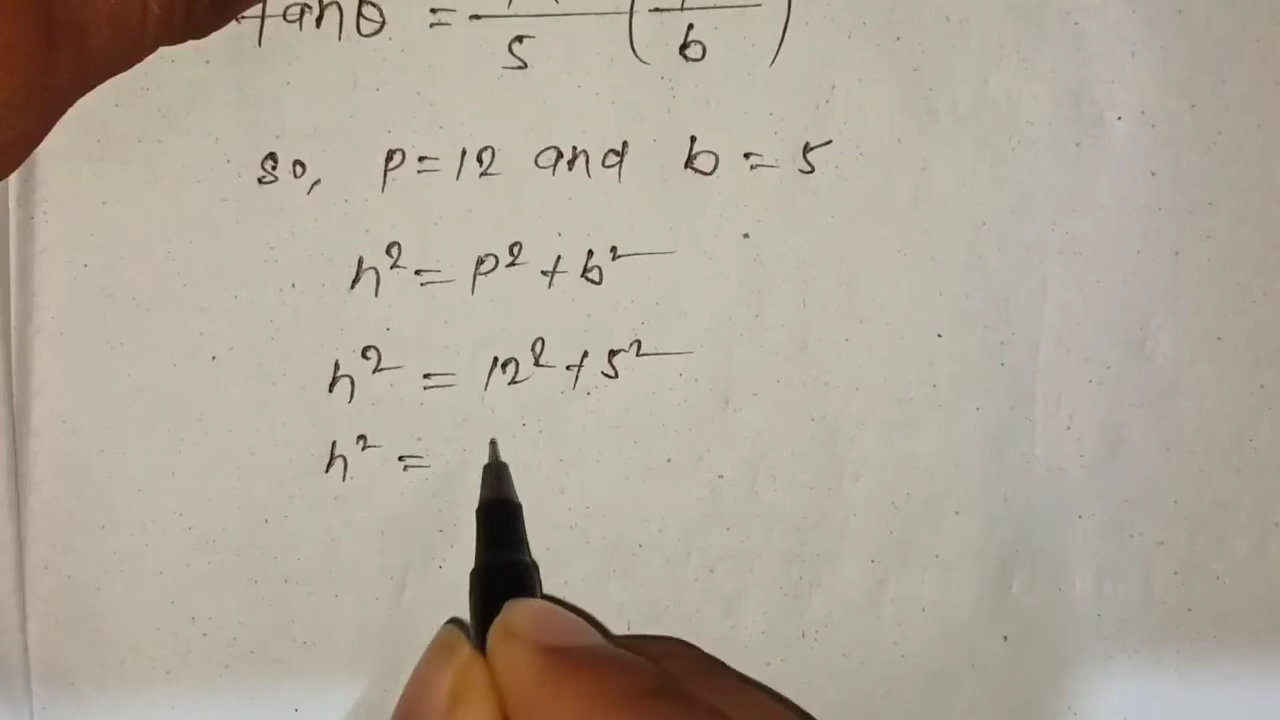 tanθ = /5 (/b)
so, p = 12 and b = 5
h² = p² + b²
h² = 12² + 5²
h² =